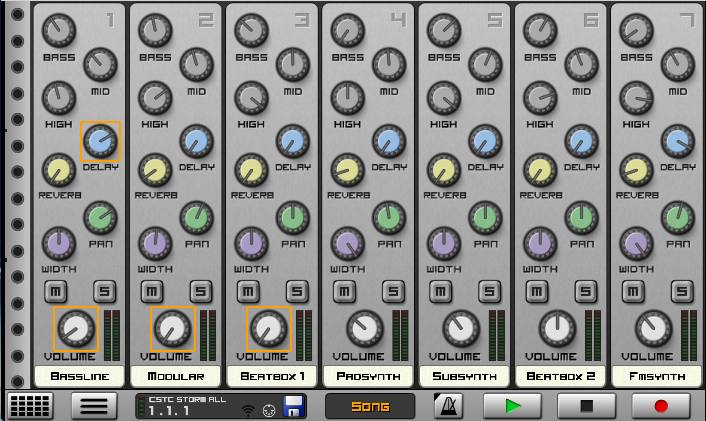 1 2 3 4 5 6 7
BASS BASS BASS BASS BASS BASS BASS
MID MID MID MID MID MID MID
HIGH HIGH HIGH HIGH HIGH HIGH HIGH
DELAY DELAY DELAY DELAY DELAY DELAY DELAY
REVERB REVERB REVERB REVERB REVERB REVERB REVERB
PAN PAN PAN PAN PAN PAN PAN
WIDTH WIDTH WIDTH WIDTH WIDTH WIDTH WIDTH
M S M S M S M S M S M S M S
VOLUME VOLUME VOLUME VOLUME VOLUME VOLUME VOLUME
Bassline Modular Beatbox 1 Padsynth Subsynth Beatbox 2 Fmsynth
CSTC STORM ALL
1.1.1
Song